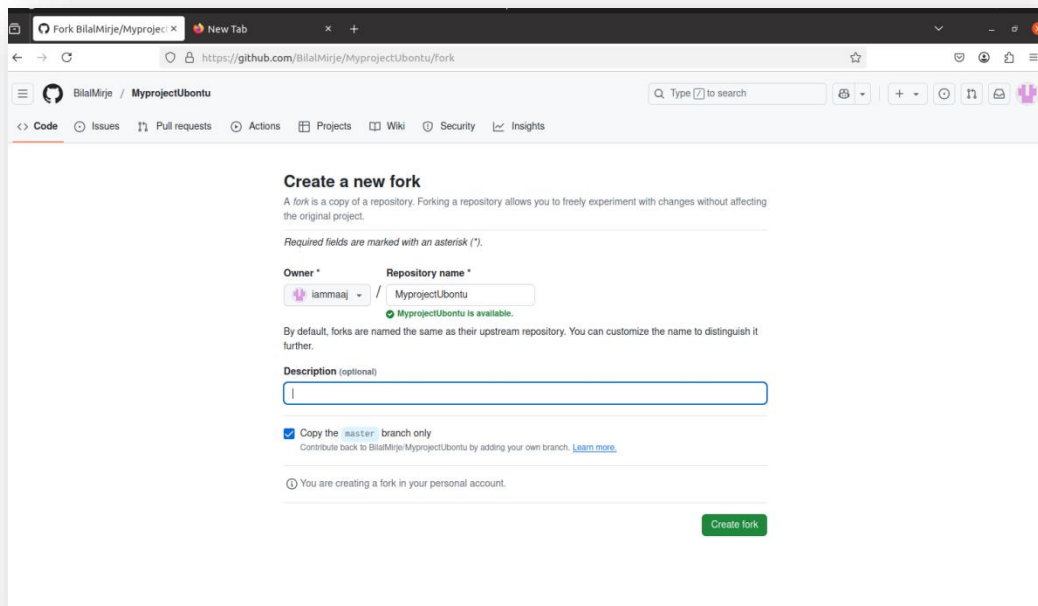 Fork BilalMirje/Myproject
New Tab
https://github.com/BilalMirje/MyprojectUbontu/fork
BilalMirje / MyprojectUbontu
Type / to search
Code Issues Pull requests Actions Projects Wiki Security Insights
Create a new fork
A fork is a copy of a repository. Forking a repository allows you to freely experiment with changes without affecting
the original project.
Required fields are marked with an asterisk (*).
Owner * Repository name *
iammaaj / MyprojectUbontu
MyprojectUbontu is available.
By default, forks are named the same as their upstream repository. You can customize the name to distinguish it
further.
Description (optional)
Copy the master branch only
Contribute back to BilalMirje/MyprojectUbontu by adding your own branch. Learn more.
You are creating a fork in your personal account.
Create fork